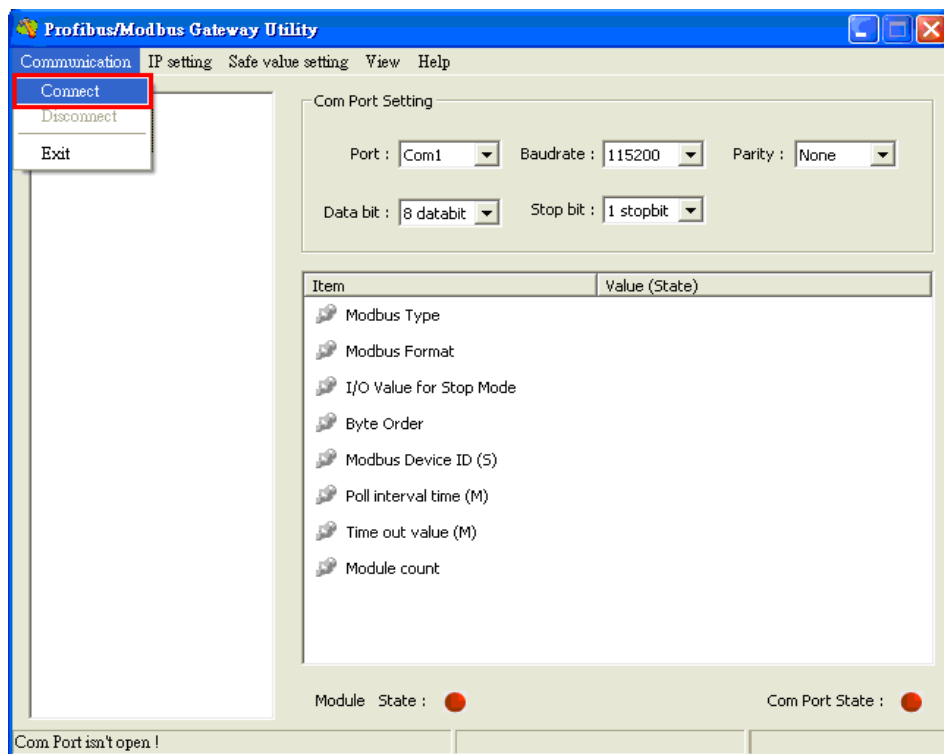 Profibus/Modbus Gateway Utility
Communication IP setting Safe value setting View Help
Connect
Disconnect
Exit
Com Port Setting
Port : Com1 Baudrate : 115200 Parity : None
Data bit : 8 databit Stop bit : 1 stopbit
Item Value (State)
Modbus Type
Modbus Format
I/O Value for Stop Mode
Byte Order
Modbus Device ID (S)
Poll interval time (M)
Time out value (M)
Module count
Module State : Com Port State :
Com Port isn't open !